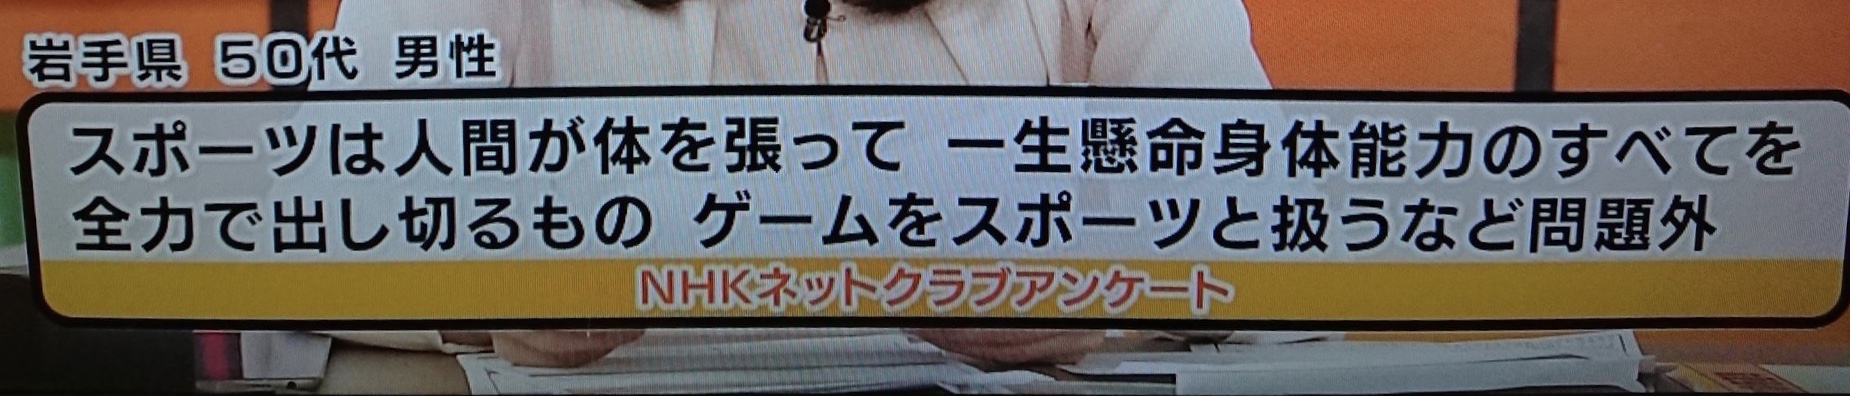 岩手県 50代 男性
スポーツは人間が体を張って 一生懸命身体能力のすべてを
全力で出し切るもの ゲームをスポーツと扱うなど問題外
NHKネットクラブアンケート